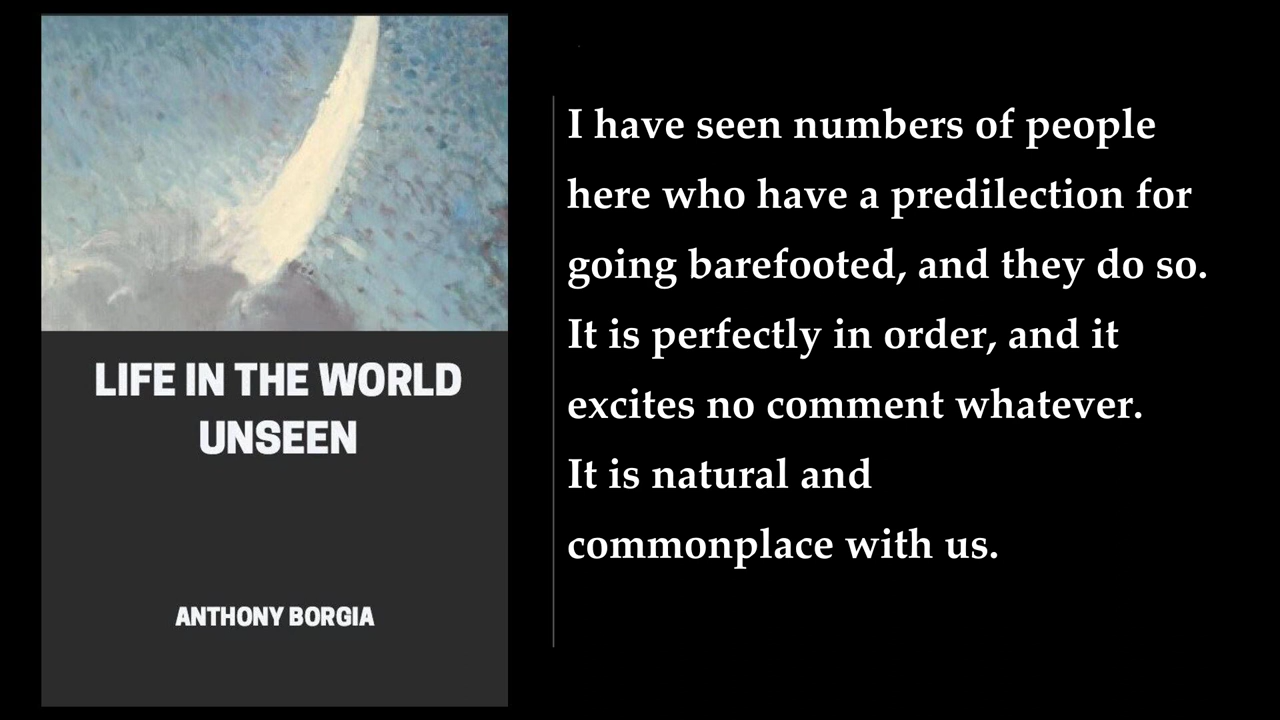 LIFE IN THE WORLD
UNSEEN
ANTHONY BORGIA
I have seen numbers of people
here who have a predilection for
going barefooted, and they do so.
It is perfectly in order, and it
excites no comment whatever.
It is natural and
commonplace with us.